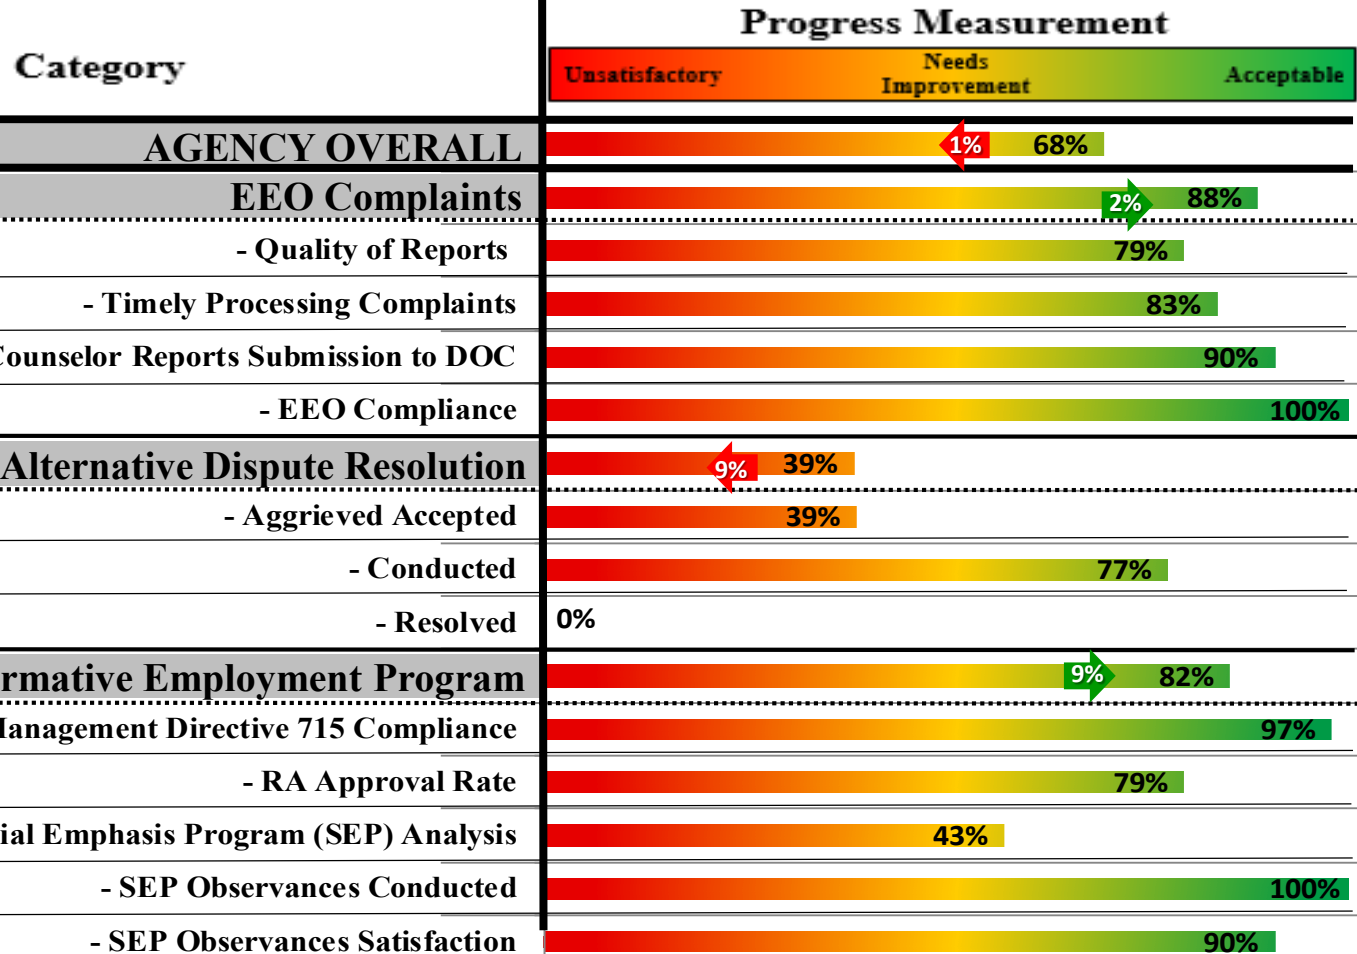 Progress Measurement
Category
Unsatisfactory
Needs
Improvement
Acceptable
AGENCY OVERALL
1%
68%
EEO Complaints
2%
88%
- Quality of Reports
79%
- Timely Processing Complaints
83%
Counselor Reports Submission to DOC
90%
- EEO Compliance
100%
Alternative Dispute Resolution
9%
39%
- Aggrieved Accepted
39%
- Conducted
77%
- Resolved
0%
rmative Employment Program
9%
82%
Management Directive 715 Compliance
97%
- RA Approval Rate
79%
ial Emphasis Program (SEP) Analysis
43%
- SEP Observances Conducted
100%
- SEP Observances Satisfaction
90%